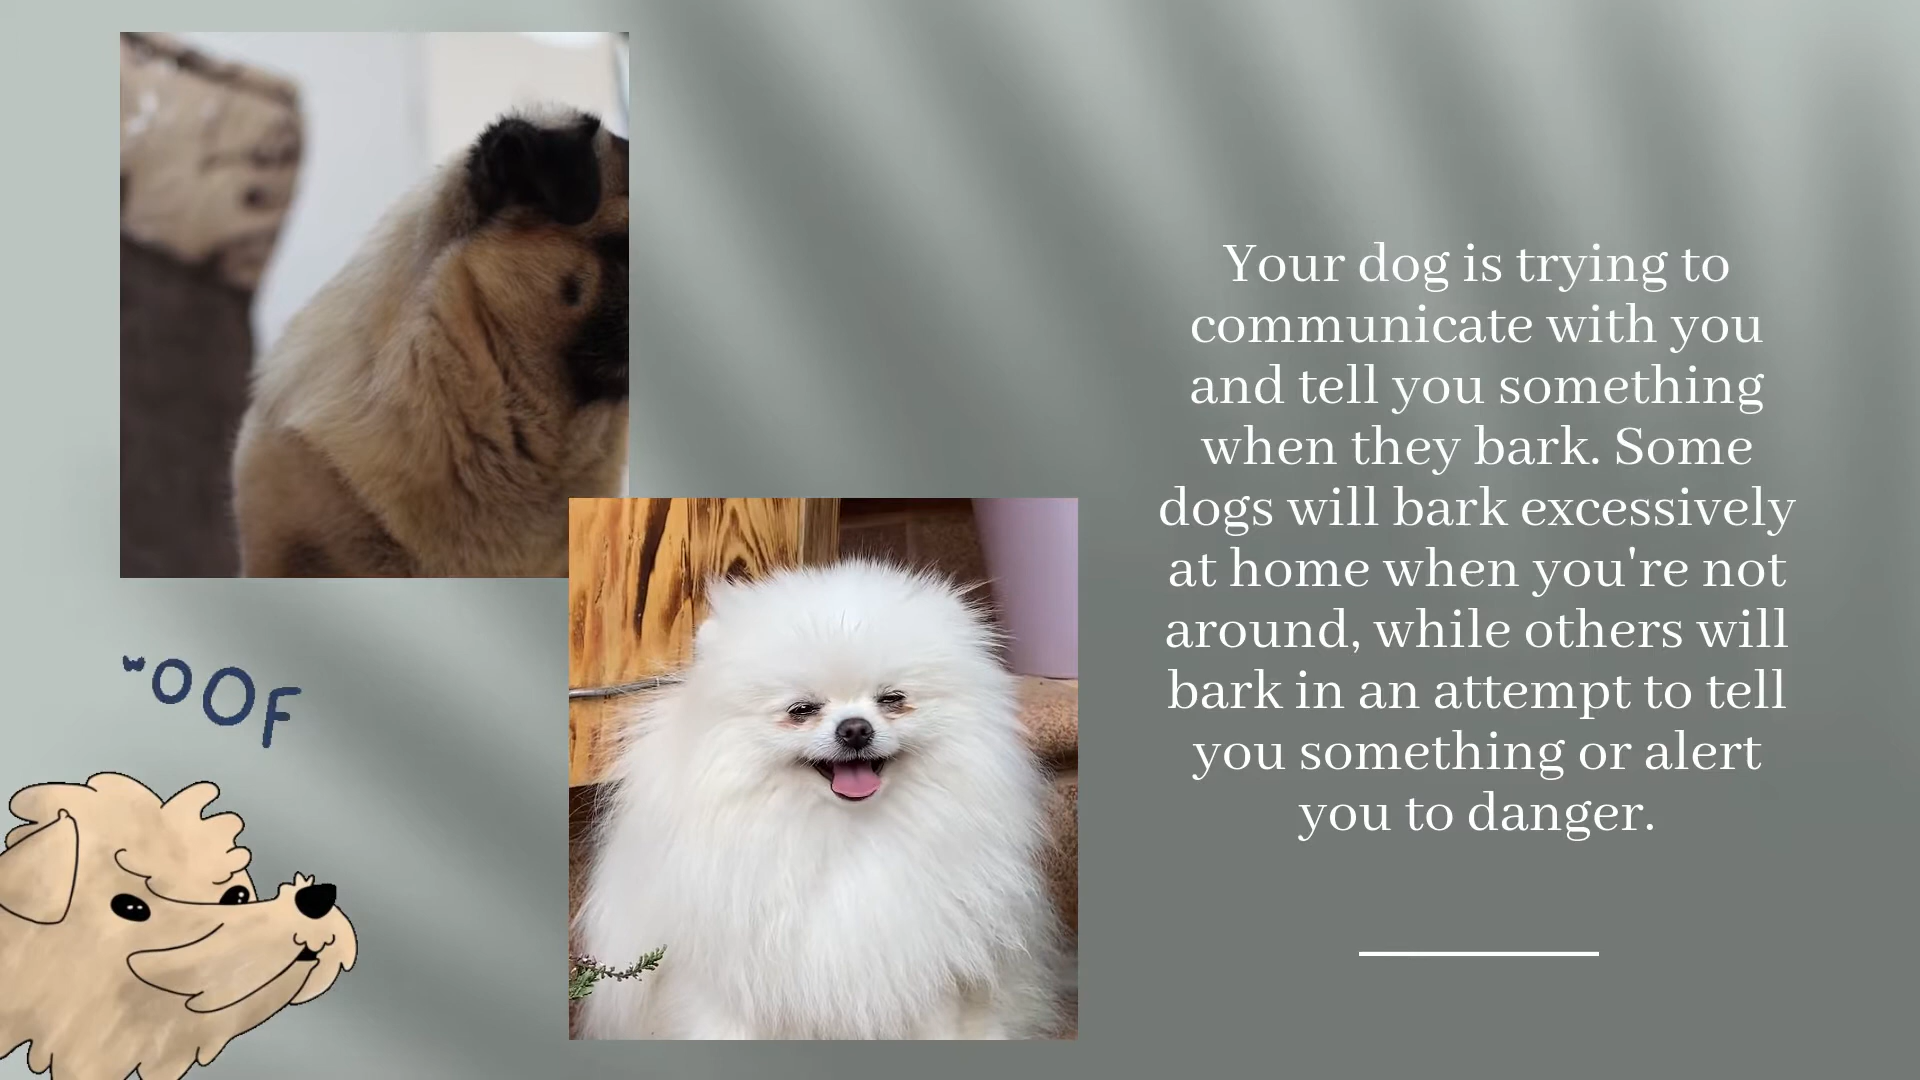 Your dog is trying to
communicate with you
and tell you something
when they bark. Some
dogs will bark excessively
at home when you're not
around, while others will
bark in an attempt to tell
you something or alert
you to danger.
wOOF